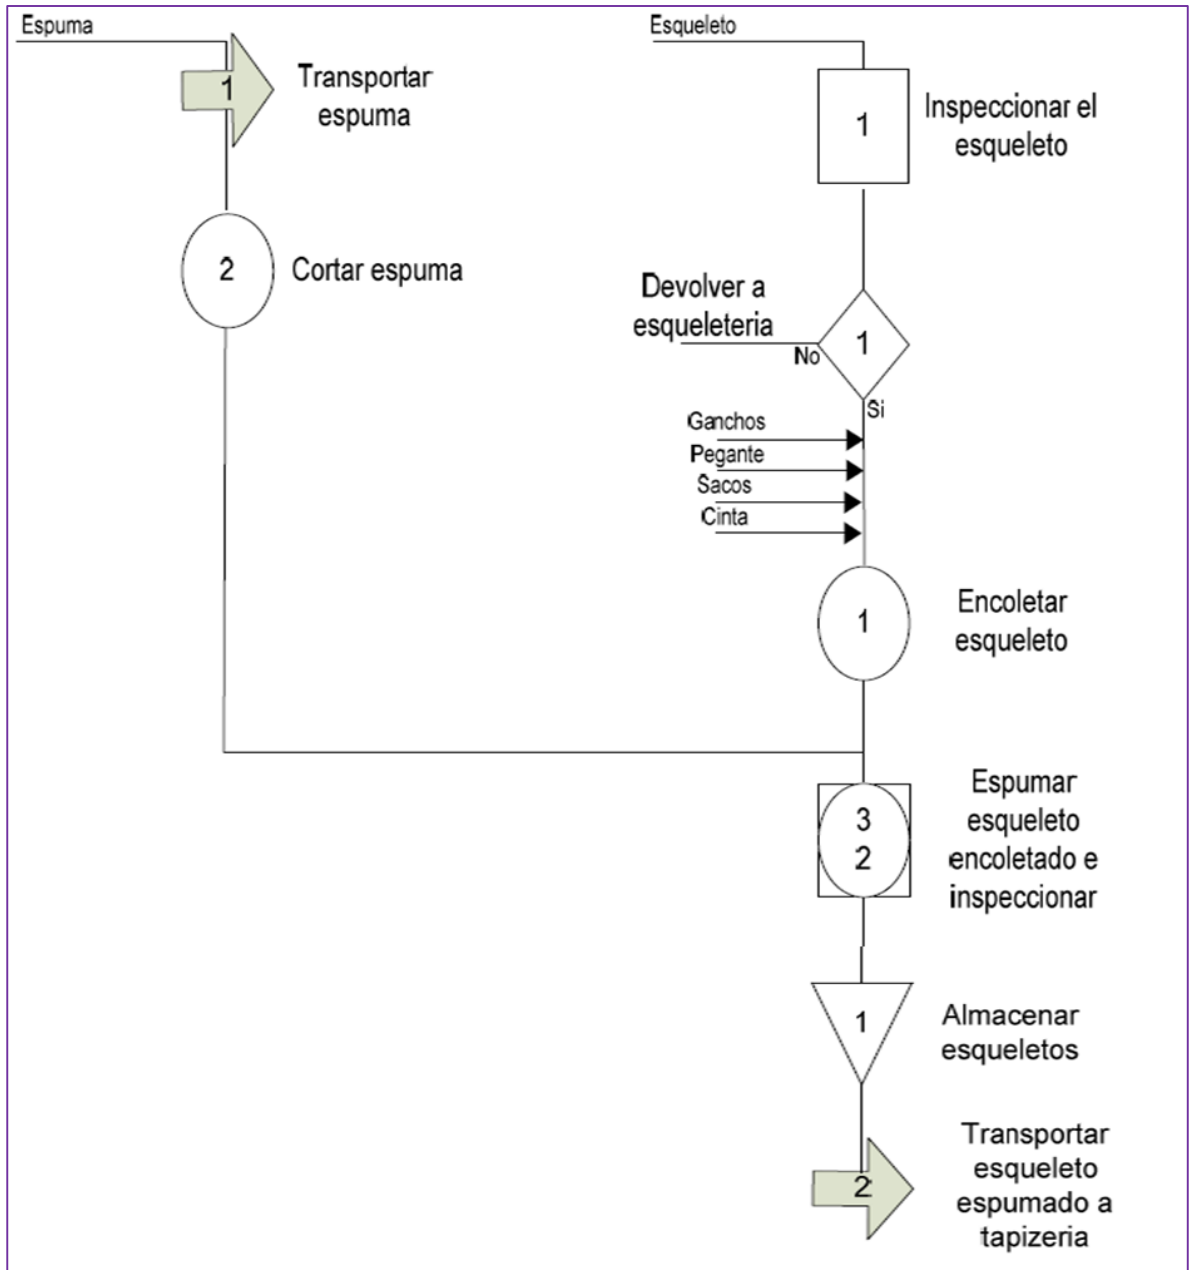 Espuma
1
Transportar
espuma
2
Cortar espuma
Esqueleto
1
Inspeccionar el
esqueleto
Devolver a
esqueleteria
No
1
Si
Ganchos
Pegante
Sacos
Cinta
1
Encoletar
esqueleto
3
2
Espumar
esqueleto
encoletado e
inspeccionar
1
Almacenar
esqueletos
2
Transportar
esqueleto
espumado a
tapizeria